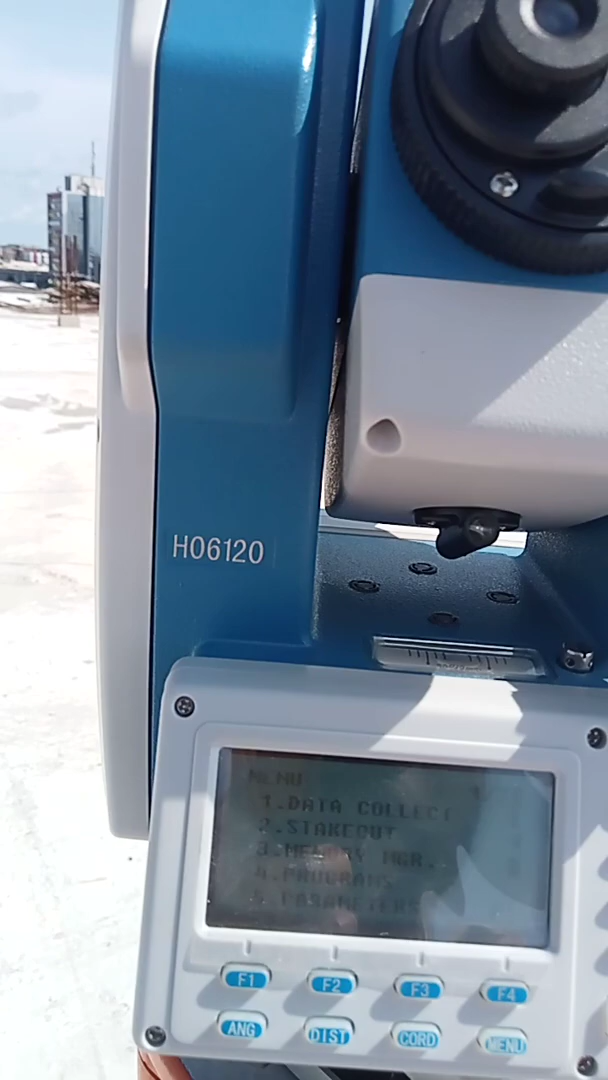 H06120
MENU
1.DATA COLLECT
2.STAKEOUT
3.MEMORY MGR.
4.PROGRAMS
5.PARAMETERS
F1 F2 F3 F4
ANG DIST CORD MENU